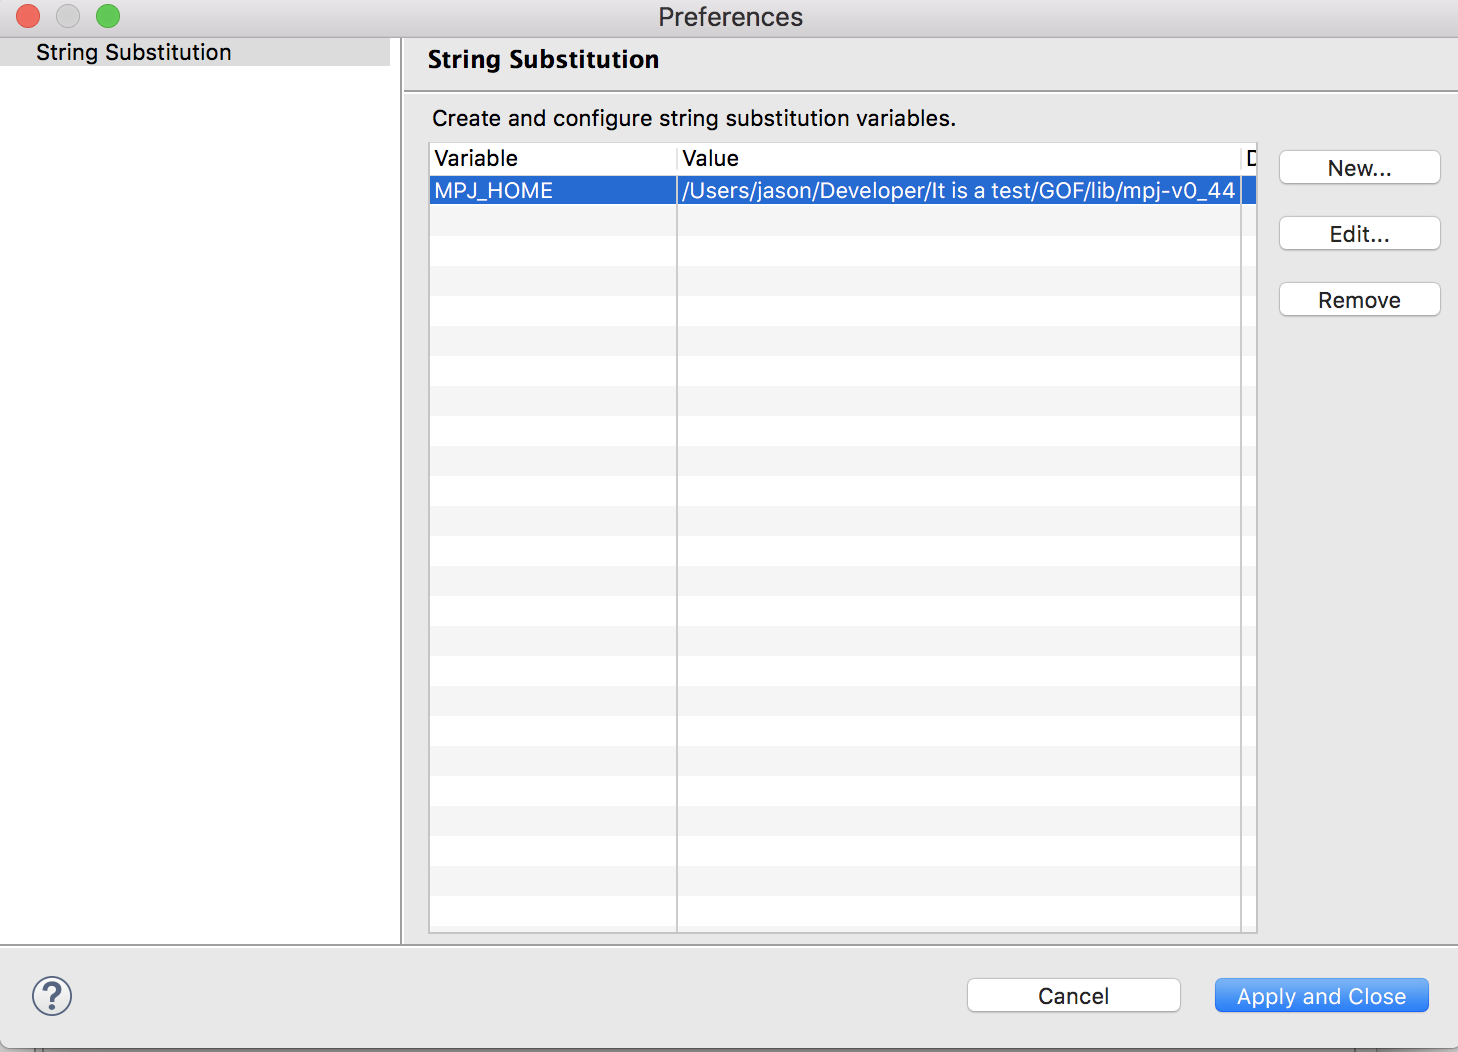 Preferences
String Substitution
String Substitution
Create and configure string substitution variables.
Variable Value D
MPJ_HOME /Users/jason/Developer/It is a test/GOF/lib/mpj-v0_44
New...
Edit...
Remove
?
Cancel
Apply and Close